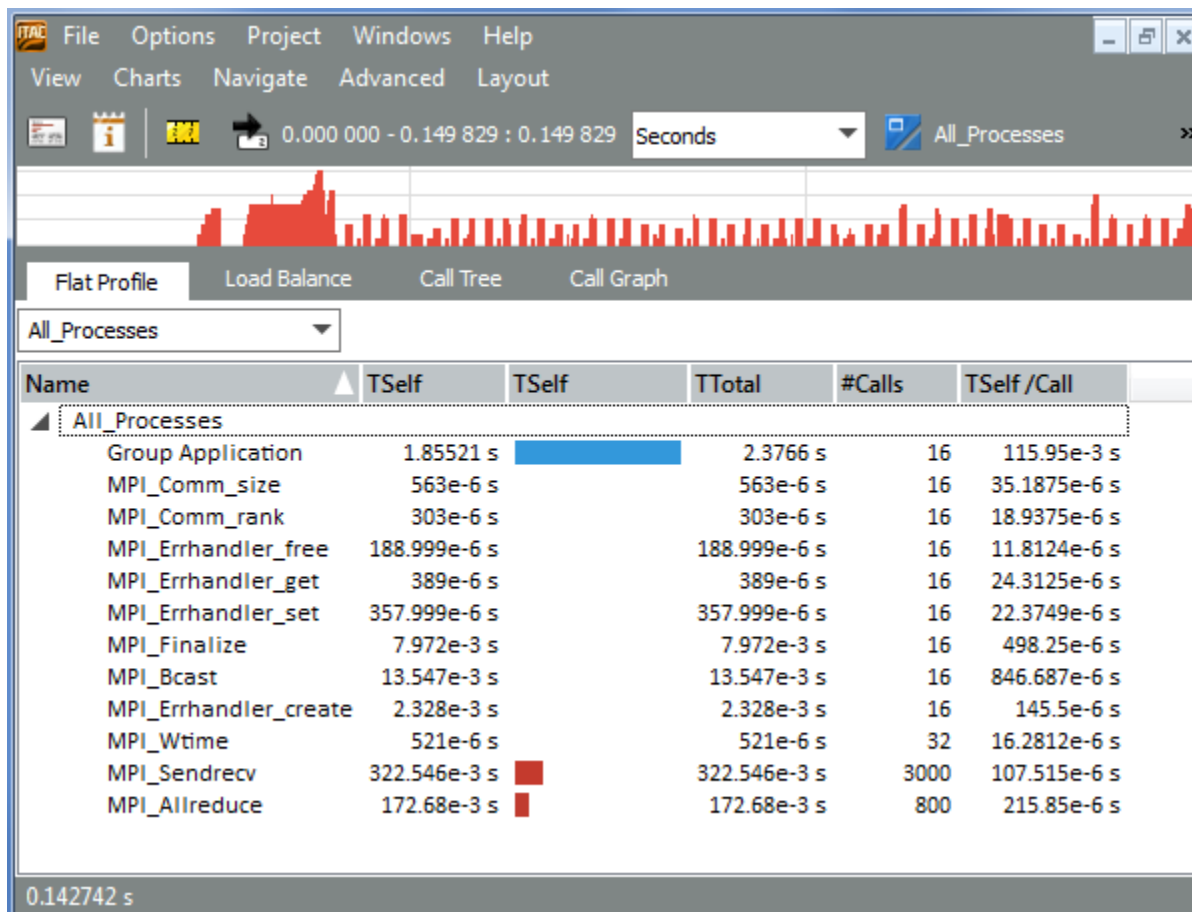 ITAC File Options Project Windows Help
View Charts Navigate Advanced Layout
0.000 000 - 0.149 829 : 0.149 829 Seconds All_Processes »
Flat Profile Load Balance Call Tree Call Graph
All_Processes
Name TSelf TSelf TTotal #Calls TSelf /Call
All_Processes
Group Application 1.85521 s 2.3766 s 16 115.95e-3 s
MPI_Comm_size 563e-6 s 563e-6 s 16 35.1875e-6 s
MPI_Comm_rank 303e-6 s 303e-6 s 16 18.9375e-6 s
MPI_Errhandler_free 188.999e-6 s 188.999e-6 s 16 11.8124e-6 s
MPI_Errhandler_get 389e-6 s 389e-6 s 16 24.3125e-6 s
MPI_Errhandler_set 357.999e-6 s 357.999e-6 s 16 22.3749e-6 s
MPI_Finalize 7.972e-3 s 7.972e-3 s 16 498.25e-6 s
MPI_Bcast 13.547e-3 s 13.547e-3 s 16 846.687e-6 s
MPI_Errhandler_create 2.328e-3 s 2.328e-3 s 16 145.5e-6 s
MPI_Wtime 521e-6 s 521e-6 s 32 16.2812e-6 s
MPI_Sendrecv 322.546e-3 s 322.546e-3 s 3000 107.515e-6 s
MPI_Allreduce 172.68e-3 s 172.68e-3 s 800 215.85e-6 s
0.142742 s